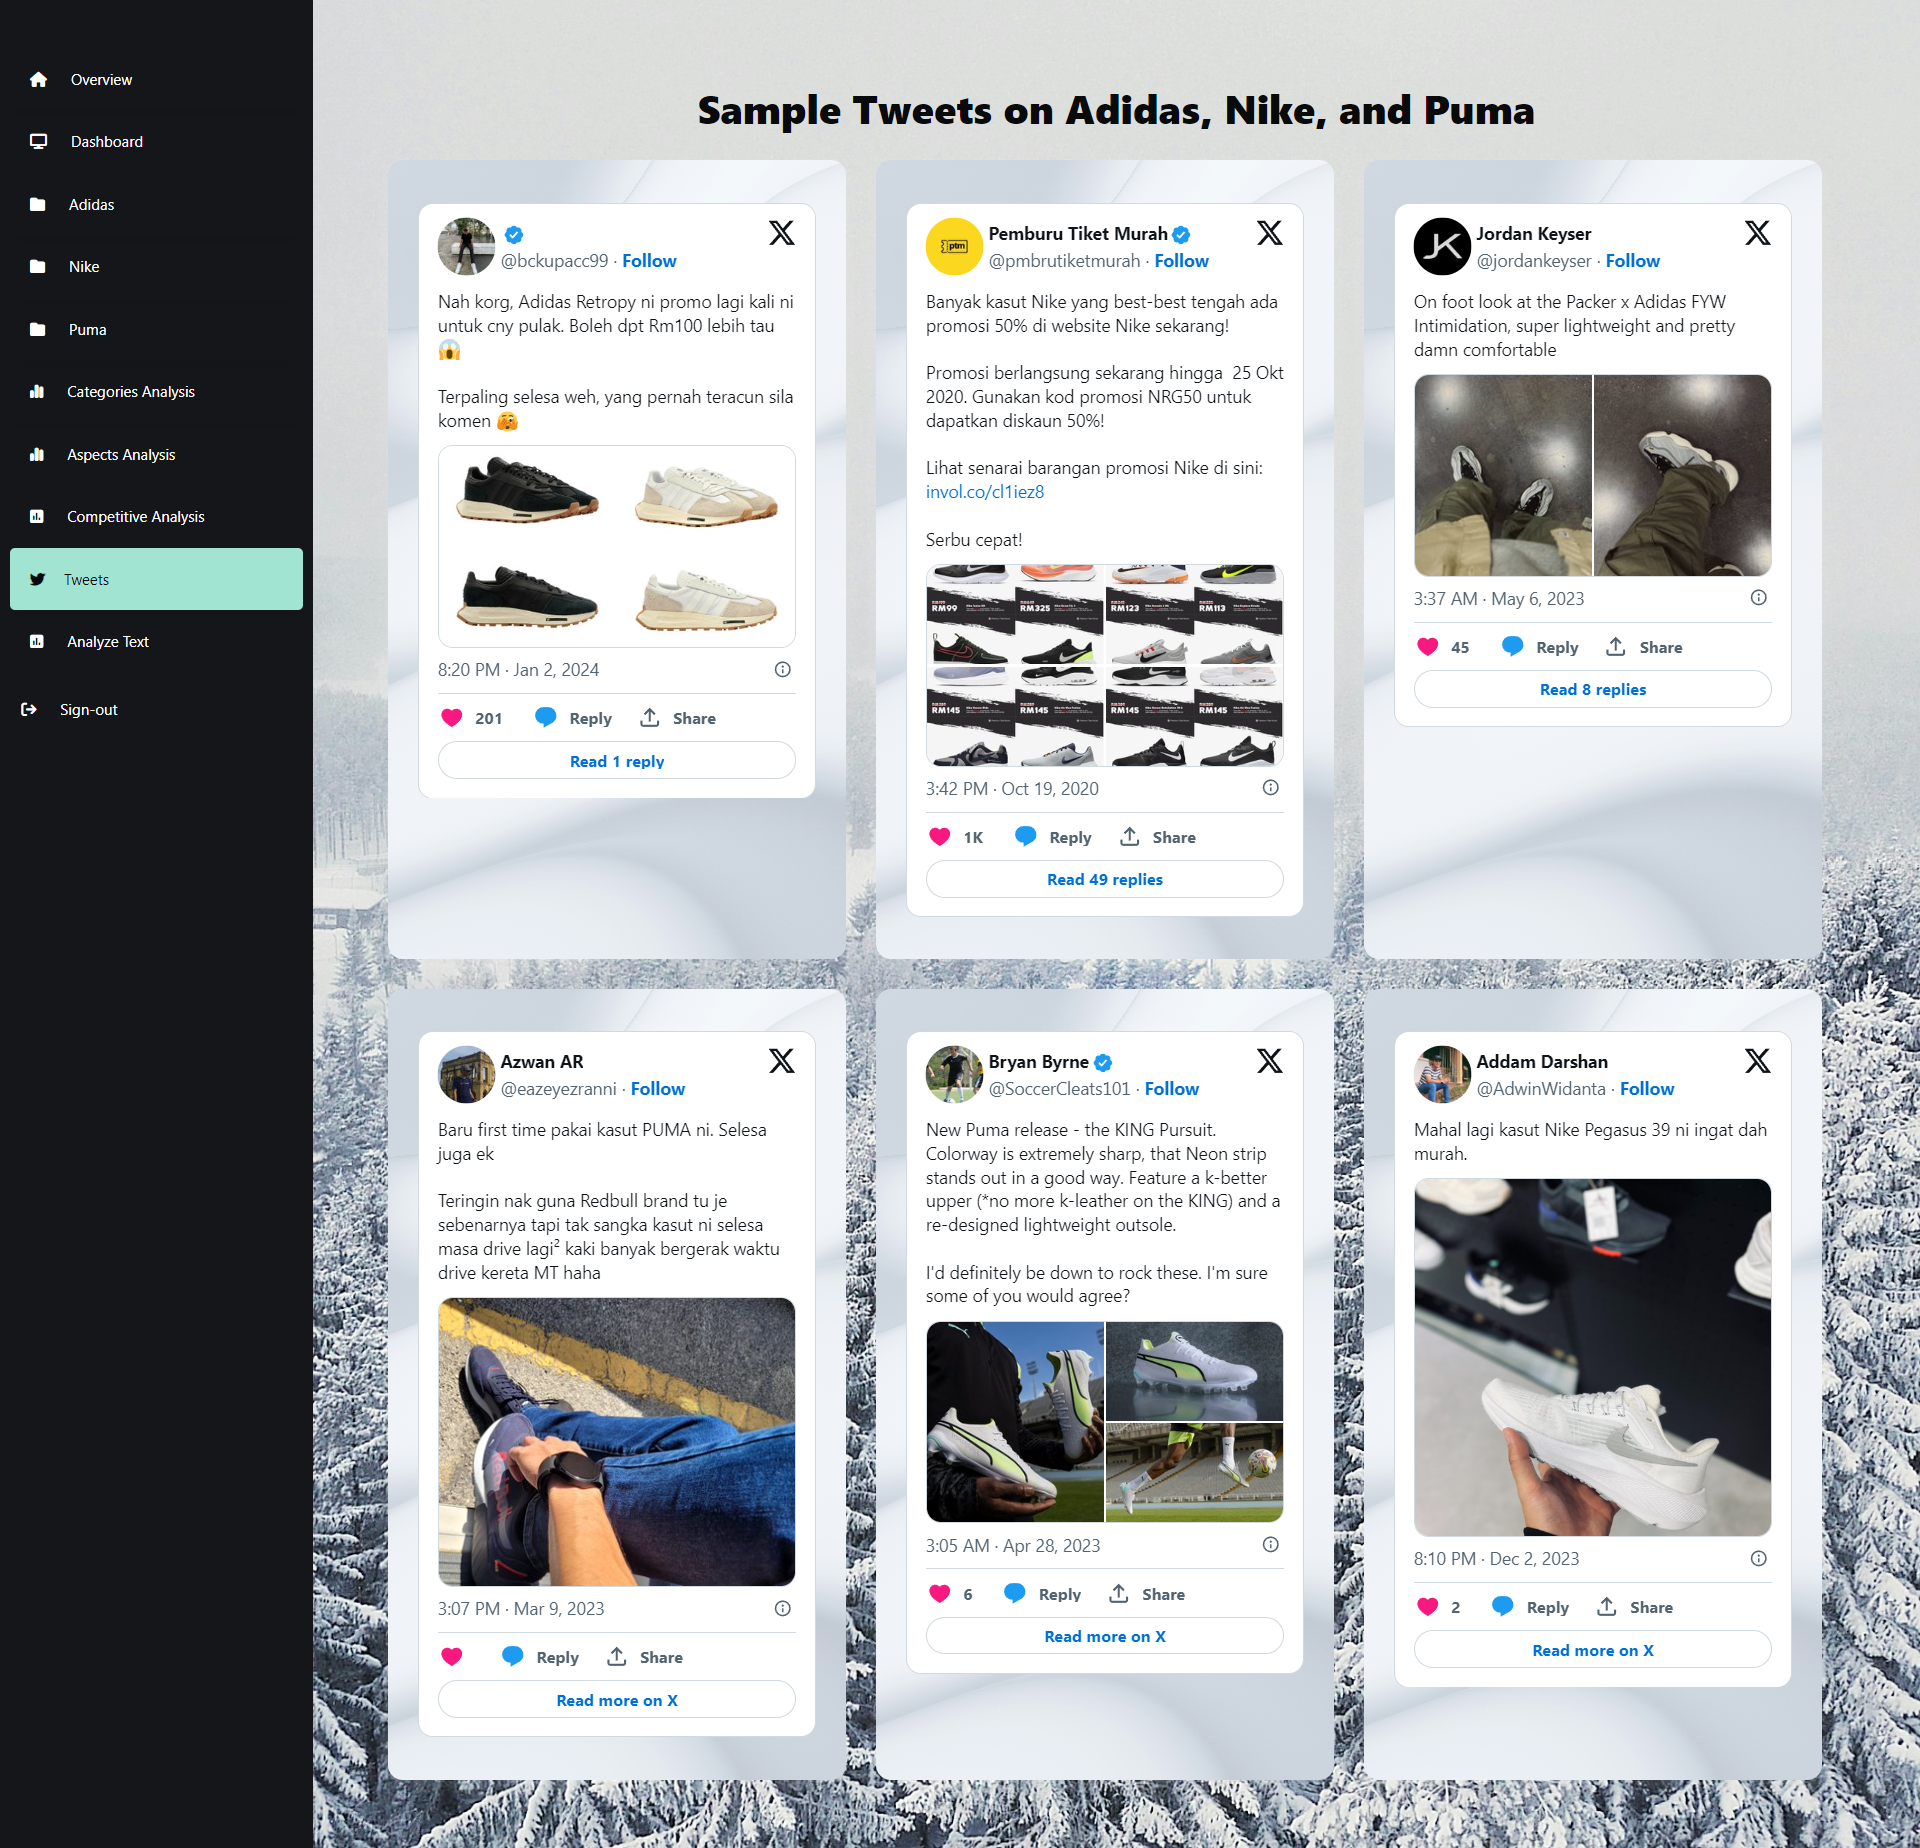 Overview
Dashboard
Adidas
Nike
Puma
Categories Analysis
Aspects Analysis
Competitive Analysis
Tweets
Analyze Text
Sign-out
Sample Tweets on Adidas, Nike, and Puma
@bckupacc99 · Follow
Nah korg, Adidas Retropy ni promo lagi kali ni
untuk cny pulak. Boleh dpt Rm100 lebih tau
😱
Terpaling selesa weh, yang pernah teracun sila
komen 🫣
8:20 PM · Jan 2, 2024
201 Reply Share
Read 1 reply
ptm
Pemburu Tiket Murah
@pmbrutiketmurah · Follow
Banyak kasut Nike yang best-best tengah ada
promosi 50% di website Nike sekarang!
Promosi berlangsung sekarang hingga 25 Okt
2020. Gunakan kod promosi NRG50 untuk
dapatkan diskaun 50%!
Lihat senarai barangan promosi Nike di sini:
invol.co/cl1iez8
Serbu cepat!
RM99 RM325 RM123 RM113
RM145 RM145 RM145 RM145
3:42 PM · Oct 19, 2020
1K Reply Share
Read 49 replies
JK
Jordan Keyser
@jordankeyser · Follow
On foot look at the Packer x Adidas FYW
Intimidation, super lightweight and pretty
damn comfortable
3:37 AM · May 6, 2023
45 Reply Share
Read 8 replies
Azwan AR
@eazeyezranni · Follow
Baru first time pakai kasut PUMA ni. Selesa
juga ek
Teringin nak guna Redbull brand tu je
sebenarnya tapi tak sangka kasut ni selesa
masa drive lagi² kaki banyak bergerak waktu
drive kereta MT haha
3:07 PM · Mar 9, 2023
Reply Share
Read more on X
Bryan Byrne
@SoccerCleats101 · Follow
New Puma release - the KING Pursuit.
Colorway is extremely sharp, that Neon strip
stands out in a good way. Feature a k-better
upper (*no more k-leather on the KING) and a
re-designed lightweight outsole.
I'd definitely be down to rock these. I'm sure
some of you would agree?
3:05 AM · Apr 28, 2023
6 Reply Share
Read more on X
Addam Darshan
@AdwinWidanta · Follow
Mahal lagi kasut Nike Pegasus 39 ni ingat dah
murah.
8:10 PM · Dec 2, 2023
2 Reply Share
Read more on X